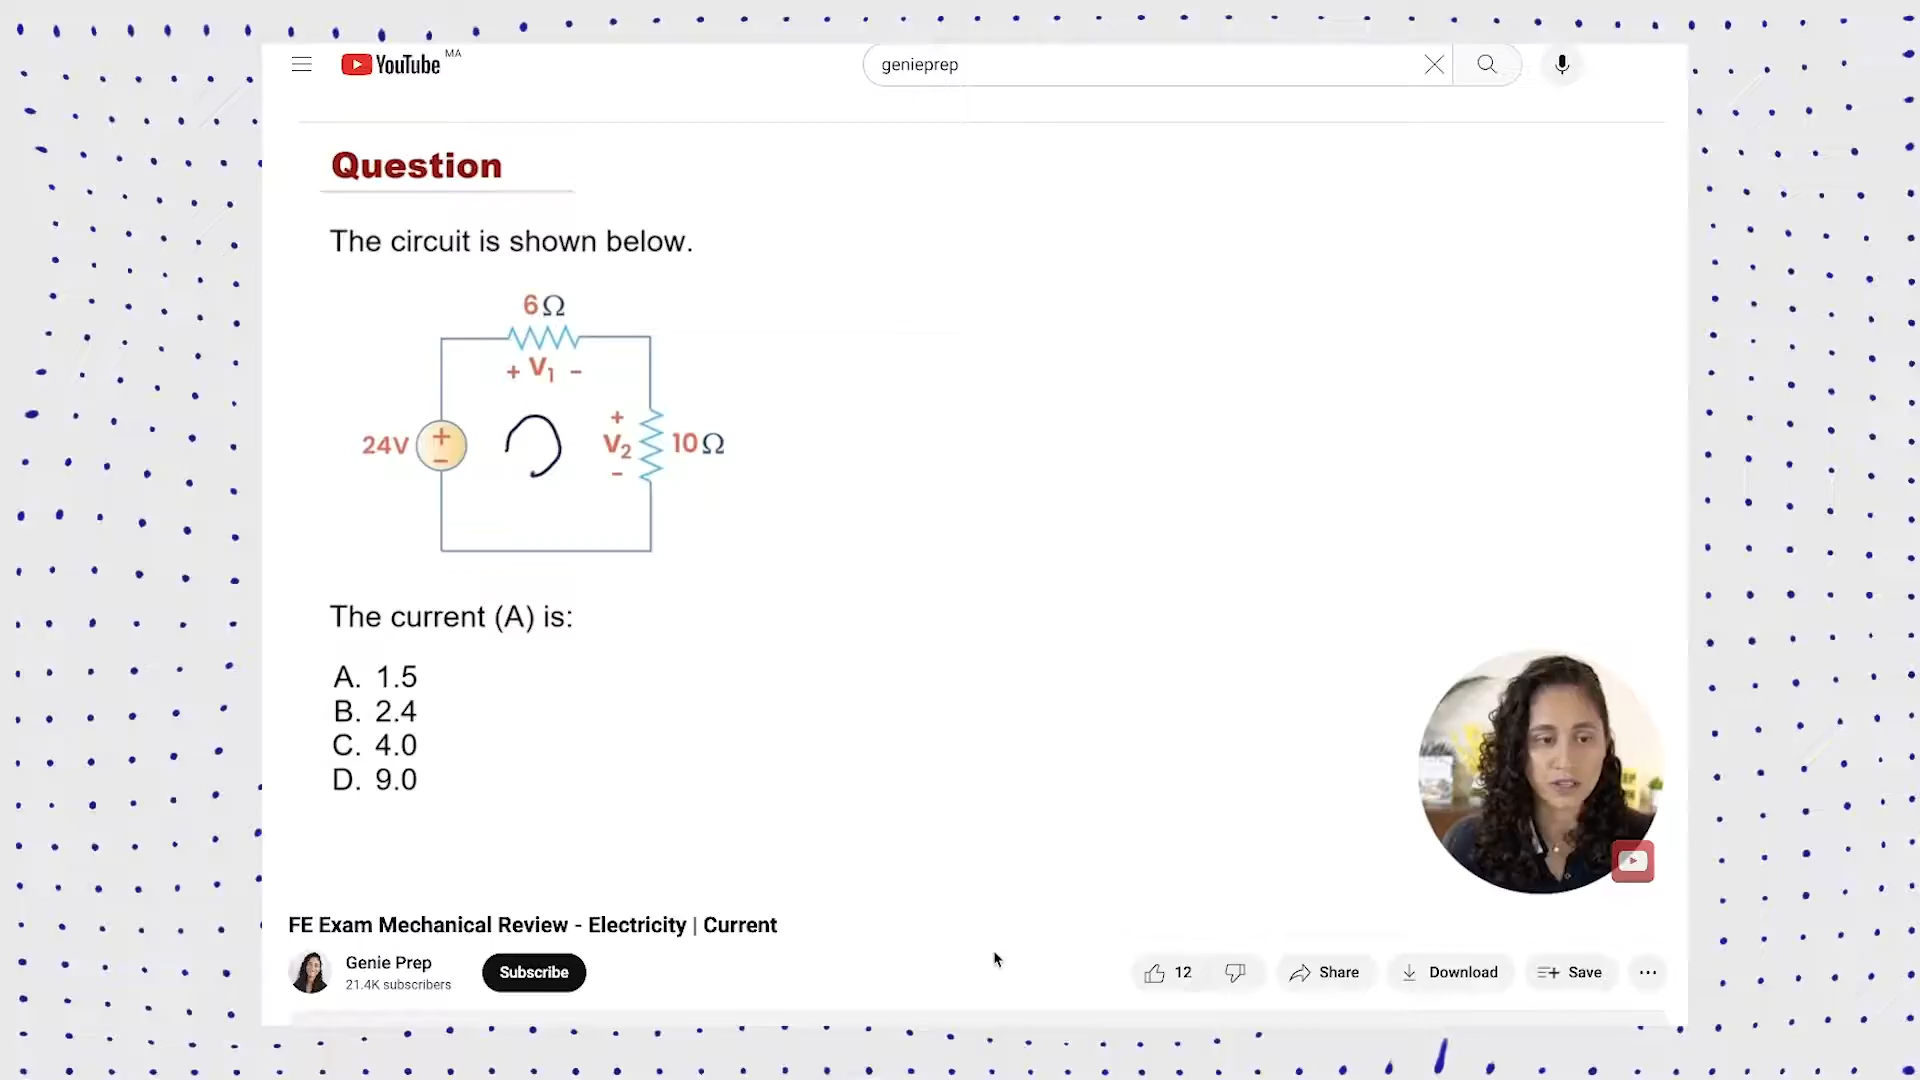 YouTube MA
genieprep
Question
The circuit is shown below.
6Ω
+ V₁ -
+
24V + - V₂ 10Ω
-
The current (A) is:
A. 1.5
B. 2.4
C. 4.0
D. 9.0
FE Exam Mechanical Review - Electricity | Current
Genie Prep
21.4K subscribers
Subscribe
12
Share
Download
Save